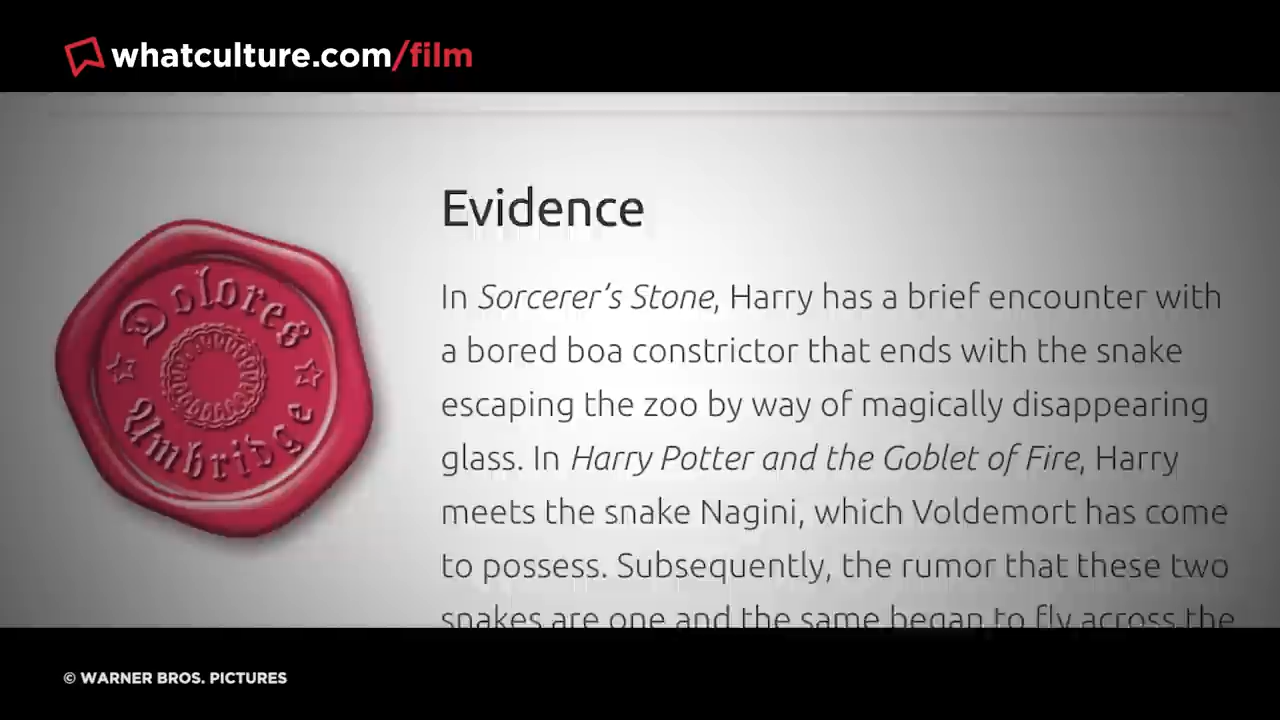 whatculture.com/film
Evidence
Dolores
Umbridge
In Sorcerer's Stone, Harry has a brief encounter with
a bored boa constrictor that ends with the snake
escaping the zoo by way of magically disappearing
glass. In Harry Potter and the Goblet of Fire, Harry
meets the snake Nagini, which Voldemort has come
to possess. Subsequently, the rumor that these two
snakes are one and the same began to fly across the
© WARNER BROS. PICTURES